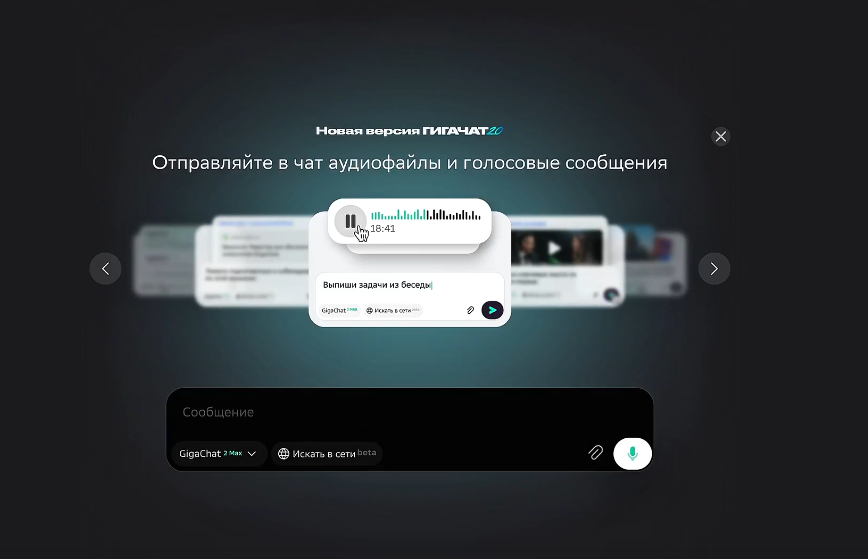 Новая версия ГИГАЧАТ 2.0
Отправляйте в чат аудиофайлы и голосовые сообщения
18:41
Выпиши задачи из беседы
GigaChat 2 Max
Искать в сети beta
Сообщение
GigaChat 2 Max
Искать в сети beta